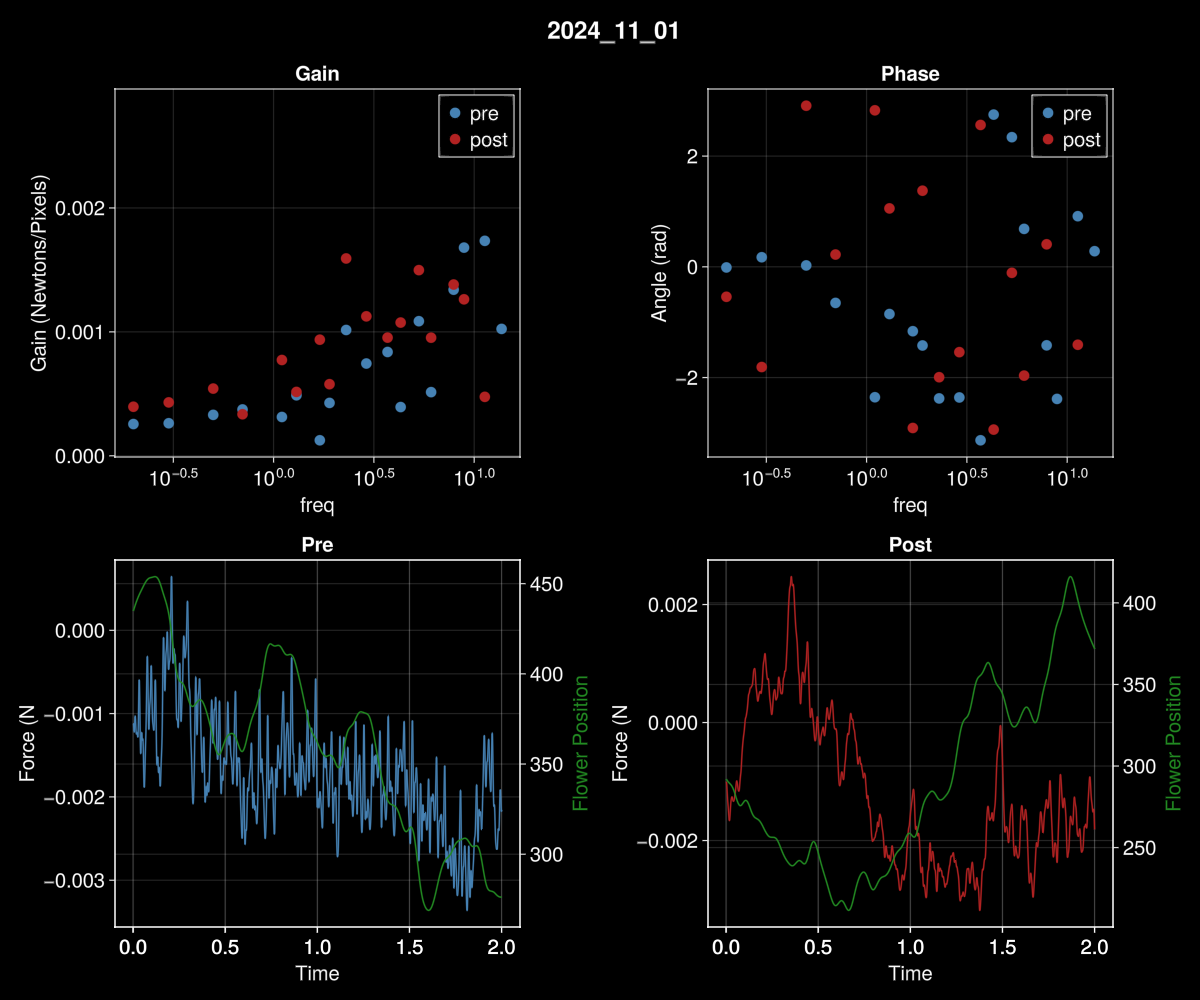 2024_11_01
Gain
Gain (Newtons/Pixels)
0.002
0.001
0.000
pre
post
10^−0.5 10^0.0 10^0.5 10^1.0
freq
Phase
Angle (rad)
2
0
−2
pre
post
10^−0.5 10^0.0 10^0.5 10^1.0
freq
Pre
Force (N
0.000
−0.001
−0.002
−0.003
450
400
350
300
Flower Position
0.0 0.5 1.0 1.5 2.0
Time
Post
Force (N
0.002
0.000
−0.002
400
350
300
250
Flower Position
0.0 0.5 1.0 1.5 2.0
Time